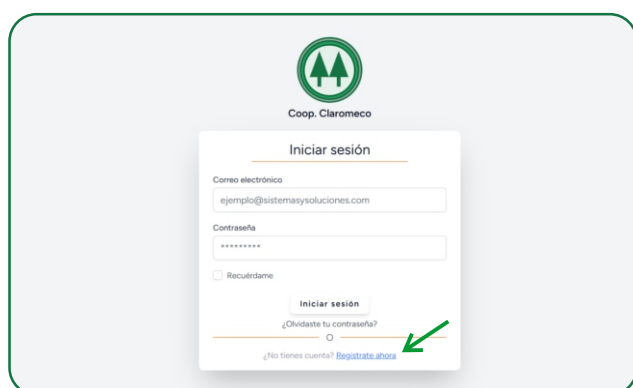 Coop. Claromeco
Iniciar sesión
Correo electrónico
ejemplo@sistemasysoluciones.com
Contraseña
*********
Recuérdame
Iniciar sesión
¿Olvidaste tu contraseña?
O
¿No tienes cuenta? Registrate ahora